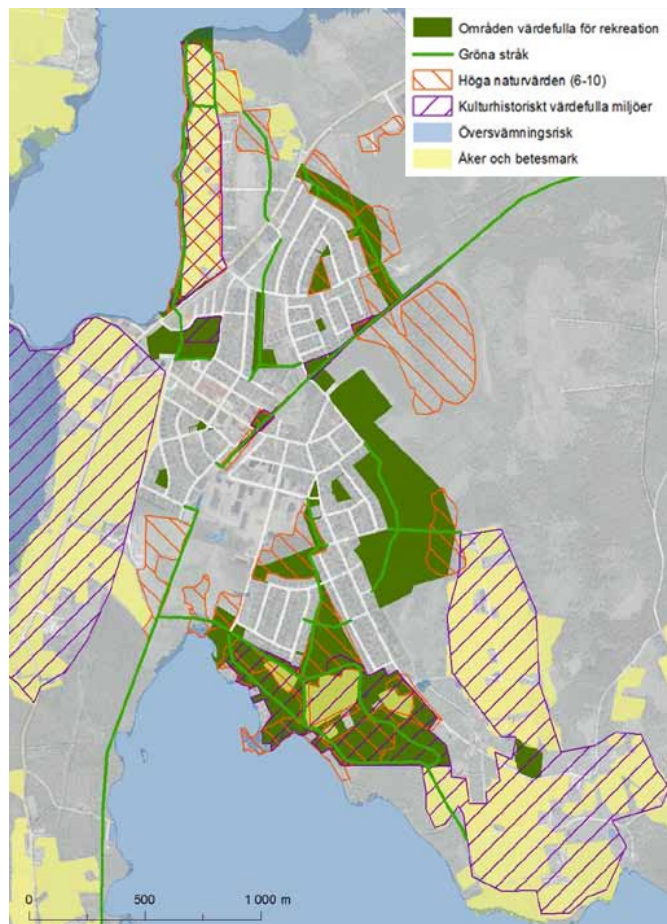 Områden värdefulla för rekreation
Gröna stråk
Höga naturvärden (6-10)
Kulturhistoriskt värdefulla miljöer
Översvämningsrisk
Åker och betesmark
0 500 1 000 m